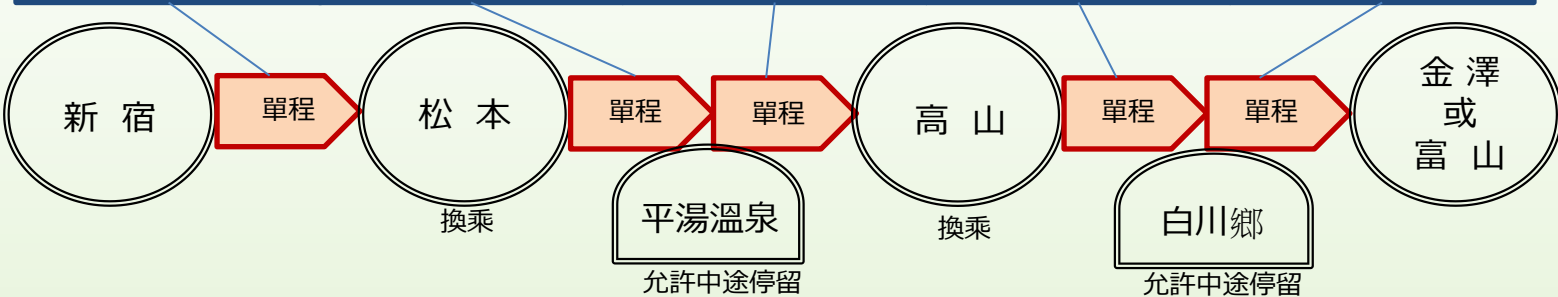 新宿
單程
松本
單程
單程
高山
單程
單程
金澤
或
富山
換乘
平湯溫泉
允許中途停留
換乘
白川鄉
允許中途停留